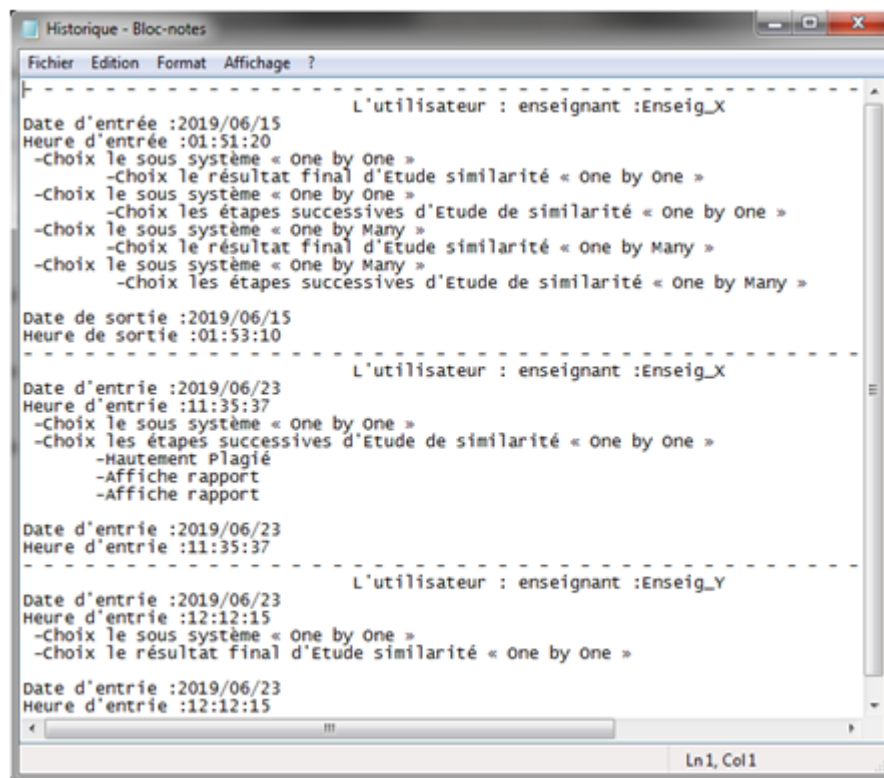 Historique - Bloc-notes
Fichier Edition Format Affichage ?
- - - - - - - - - - - - - - - - - - - - - - - - - - - - - - - - - - - -
L'utilisateur : enseignant :Enseig_X
Date d'entrée :2019/06/15
Heure d'entrée :01:51:20
-Choix le sous système « One by One »
-Choix le résultat final d'Etude similarité « One by One »
-Choix le sous système « One by One »
-Choix les étapes successives d'Etude de similarité « One by One »
-Choix le sous système « One by Many »
-Choix le résultat final d'Etude similarité « One by Many »
-Choix le sous système « One by Many »
-Choix les étapes successives d'Etude de similarité « One by Many »
Date de sortie :2019/06/15
Heure de sortie :01:53:10
- - - - - - - - - - - - - - - - - - - - - - - - - - - - - - - - - - - -
L'utilisateur : enseignant :Enseig_X
Date d'entrie :2019/06/23
Heure d'entrie :11:35:37
-Choix le sous système « One by One »
-Choix les étapes successives d'Etude de similarité « One by One »
-Hautement Plagié
-Affiche rapport
-Affiche rapport
Date d'entrie :2019/06/23
Heure d'entrie :11:35:37
- - - - - - - - - - - - - - - - - - - - - - - - - - - - - - - - - - - -
L'utilisateur : enseignant :Enseig_Y
Date d'entrie :2019/06/23
Heure d'entrie :12:12:15
-Choix le sous système « One by One »
-Choix le résultat final d'Etude similarité « One by One »
Date d'entrie :2019/06/23
Heure d'entrie :12:12:15
Ln 1, Col 1